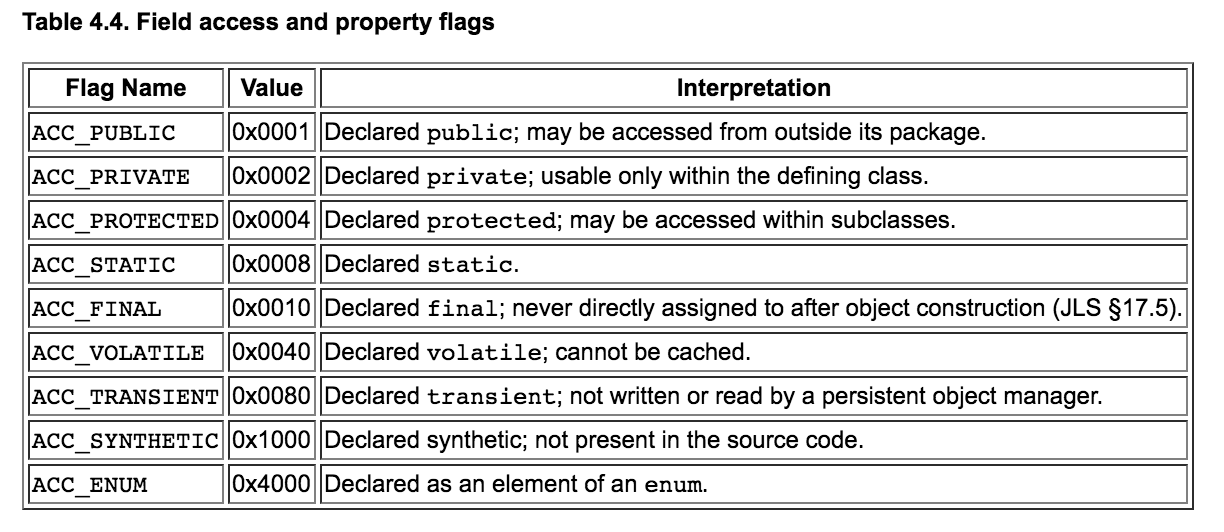 Table 4.4. Field access and property flags
Flag Name Value Interpretation
ACC_PUBLIC 0x0001 Declared public; may be accessed from outside its package.
ACC_PRIVATE 0x0002 Declared private; usable only within the defining class.
ACC_PROTECTED 0x0004 Declared protected; may be accessed within subclasses.
ACC_STATIC 0x0008 Declared static.
ACC_FINAL 0x0010 Declared final; never directly assigned to after object construction (JLS §17.5).
ACC_VOLATILE 0x0040 Declared volatile; cannot be cached.
ACC_TRANSIENT 0x0080 Declared transient; not written or read by a persistent object manager.
ACC_SYNTHETIC 0x1000 Declared synthetic; not present in the source code.
ACC_ENUM 0x4000 Declared as an element of an enum.